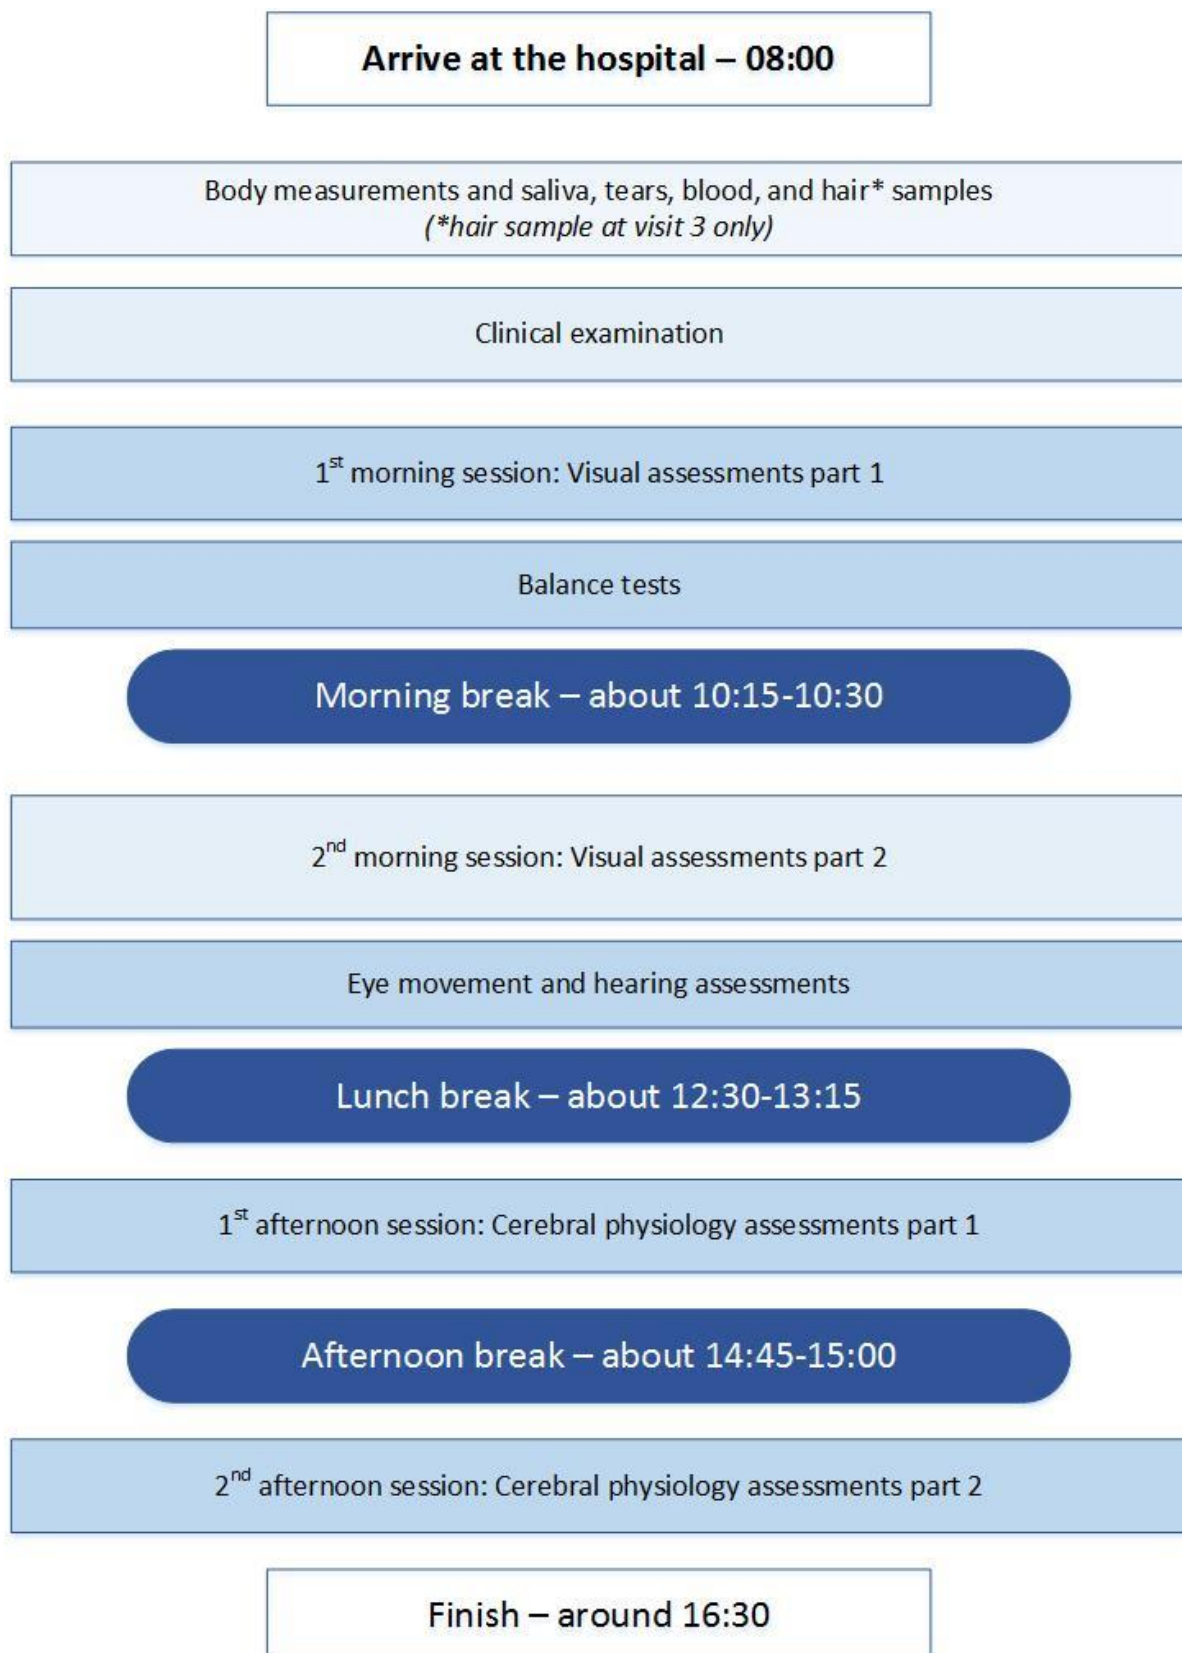 Arrive at the hospital – 08:00
Body measurements and saliva, tears, blood, and hair* samples
(*hair sample at visit 3 only)
Clinical examination
1st morning session: Visual assessments part 1
Balance tests
Morning break – about 10:15-10:30
2nd morning session: Visual assessments part 2
Eye movement and hearing assessments
Lunch break – about 12:30-13:15
1st afternoon session: Cerebral physiology assessments part 1
Afternoon break – about 14:45-15:00
2nd afternoon session: Cerebral physiology assessments part 2
Finish – around 16:30